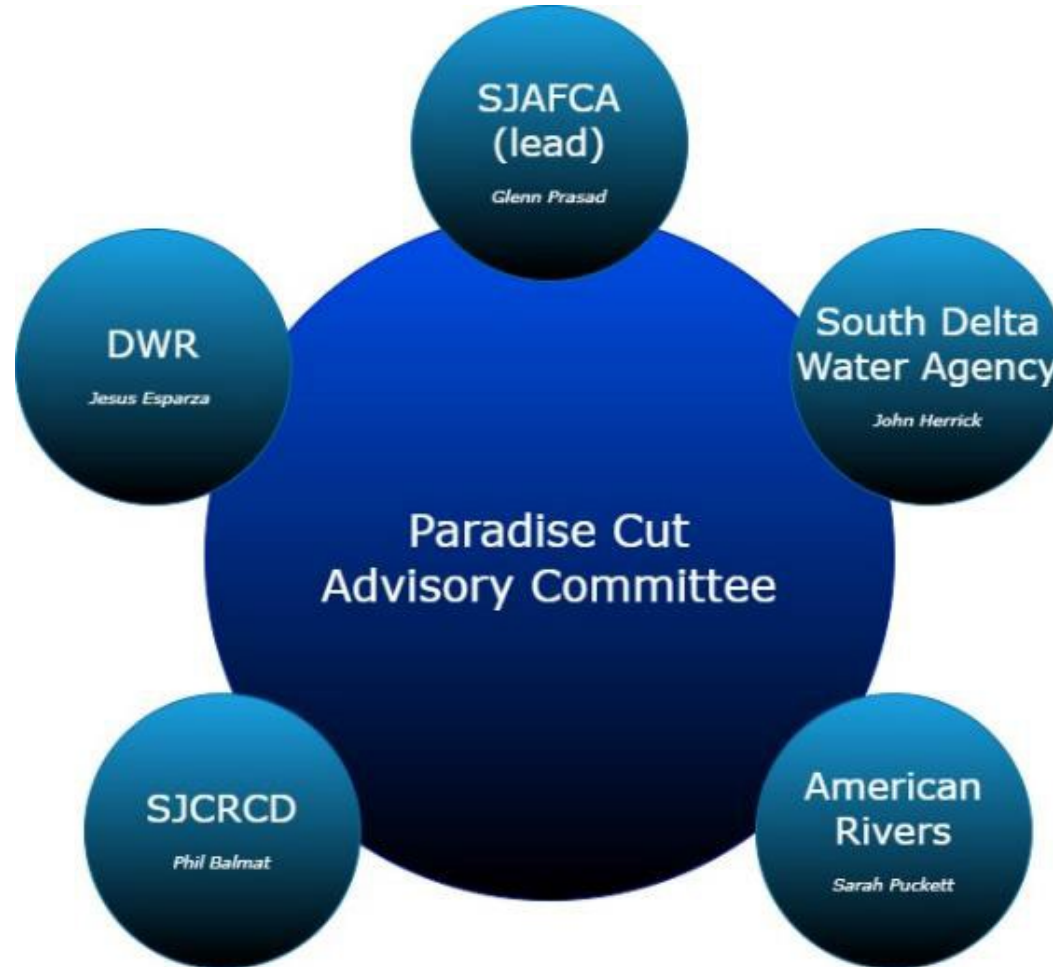 SJAFCA
(lead)
Glenn Prasad
DWR
Jesus Esparza
South Delta
Water Agency
John Herrick
Paradise Cut
Advisory Committee
SJCRCD
Phil Balmat
American
Rivers
Sarah Puckett